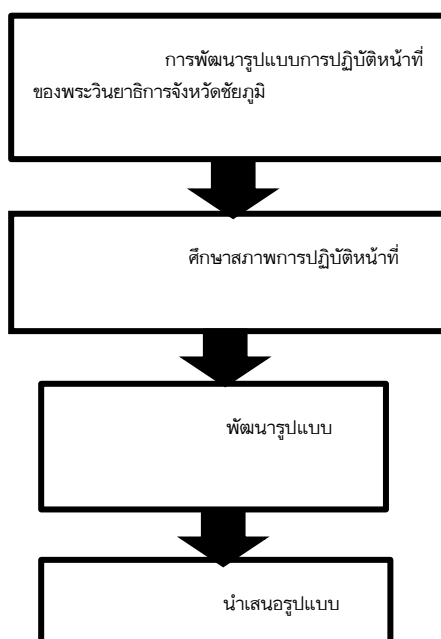 การพัฒนารูปแบบการปฏิบัติหน้าที่
ของพระวินยาธิการจังหวัดชัยภูมิ
ศึกษาสภาพการปฏิบัติหน้าที่
พัฒนารูปแบบ
นำเสนอรูปแบบ